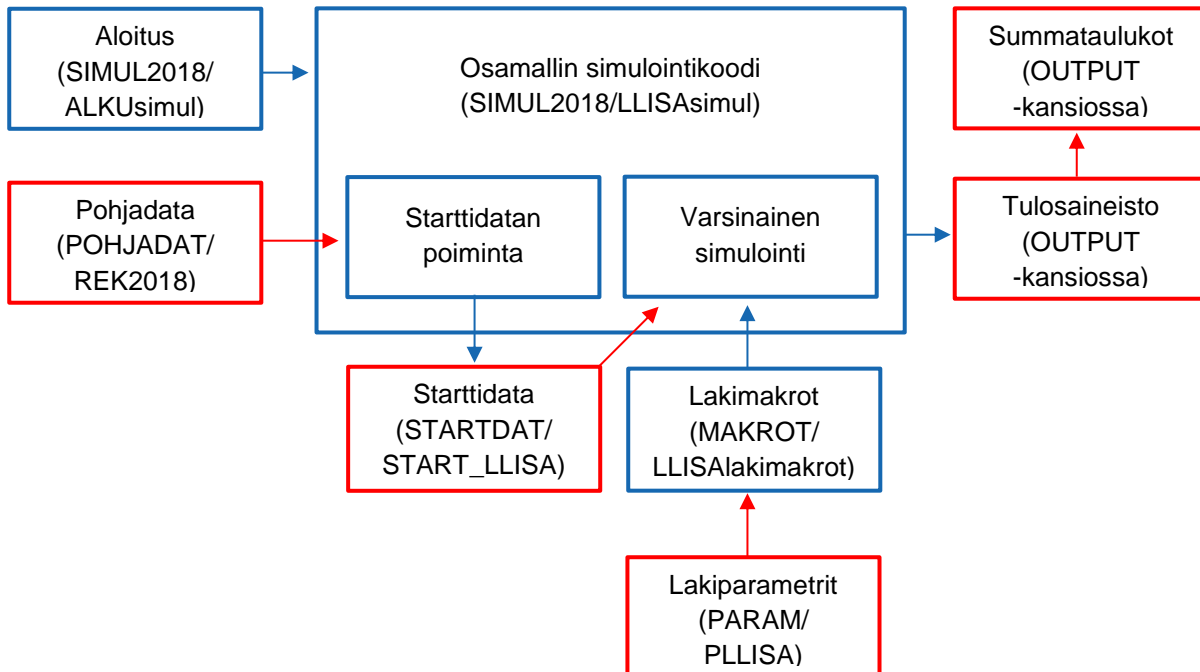 Aloitus
(SIMUL2018/
ALKUsimul)
Osamallin simulointikoodi
(SIMUL2018/LLISAsimul)
Summataulukot
(OUTPUT
-kansiossa)
Pohjadata
(POHJADAT/
REK2018)
Starttidatan
poiminta
Varsinainen
simulointi
Tulosaineisto
(OUTPUT
-kansiossa)
Starttidata
(STARTDAT/
START_LLISA)
Lakimakrot
(MAKROT/
LLISAlakimakrot)
Lakiparametrit
(PARAM/
PLLISA)